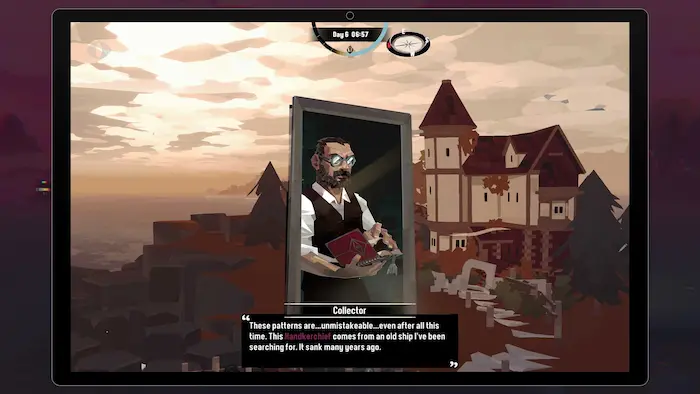 Day 6 06:57
Collector
These patterns are...unmistakeable...even after all this
time. This Handkerchief comes from an old ship I've been
searching for. It sank many years ago.